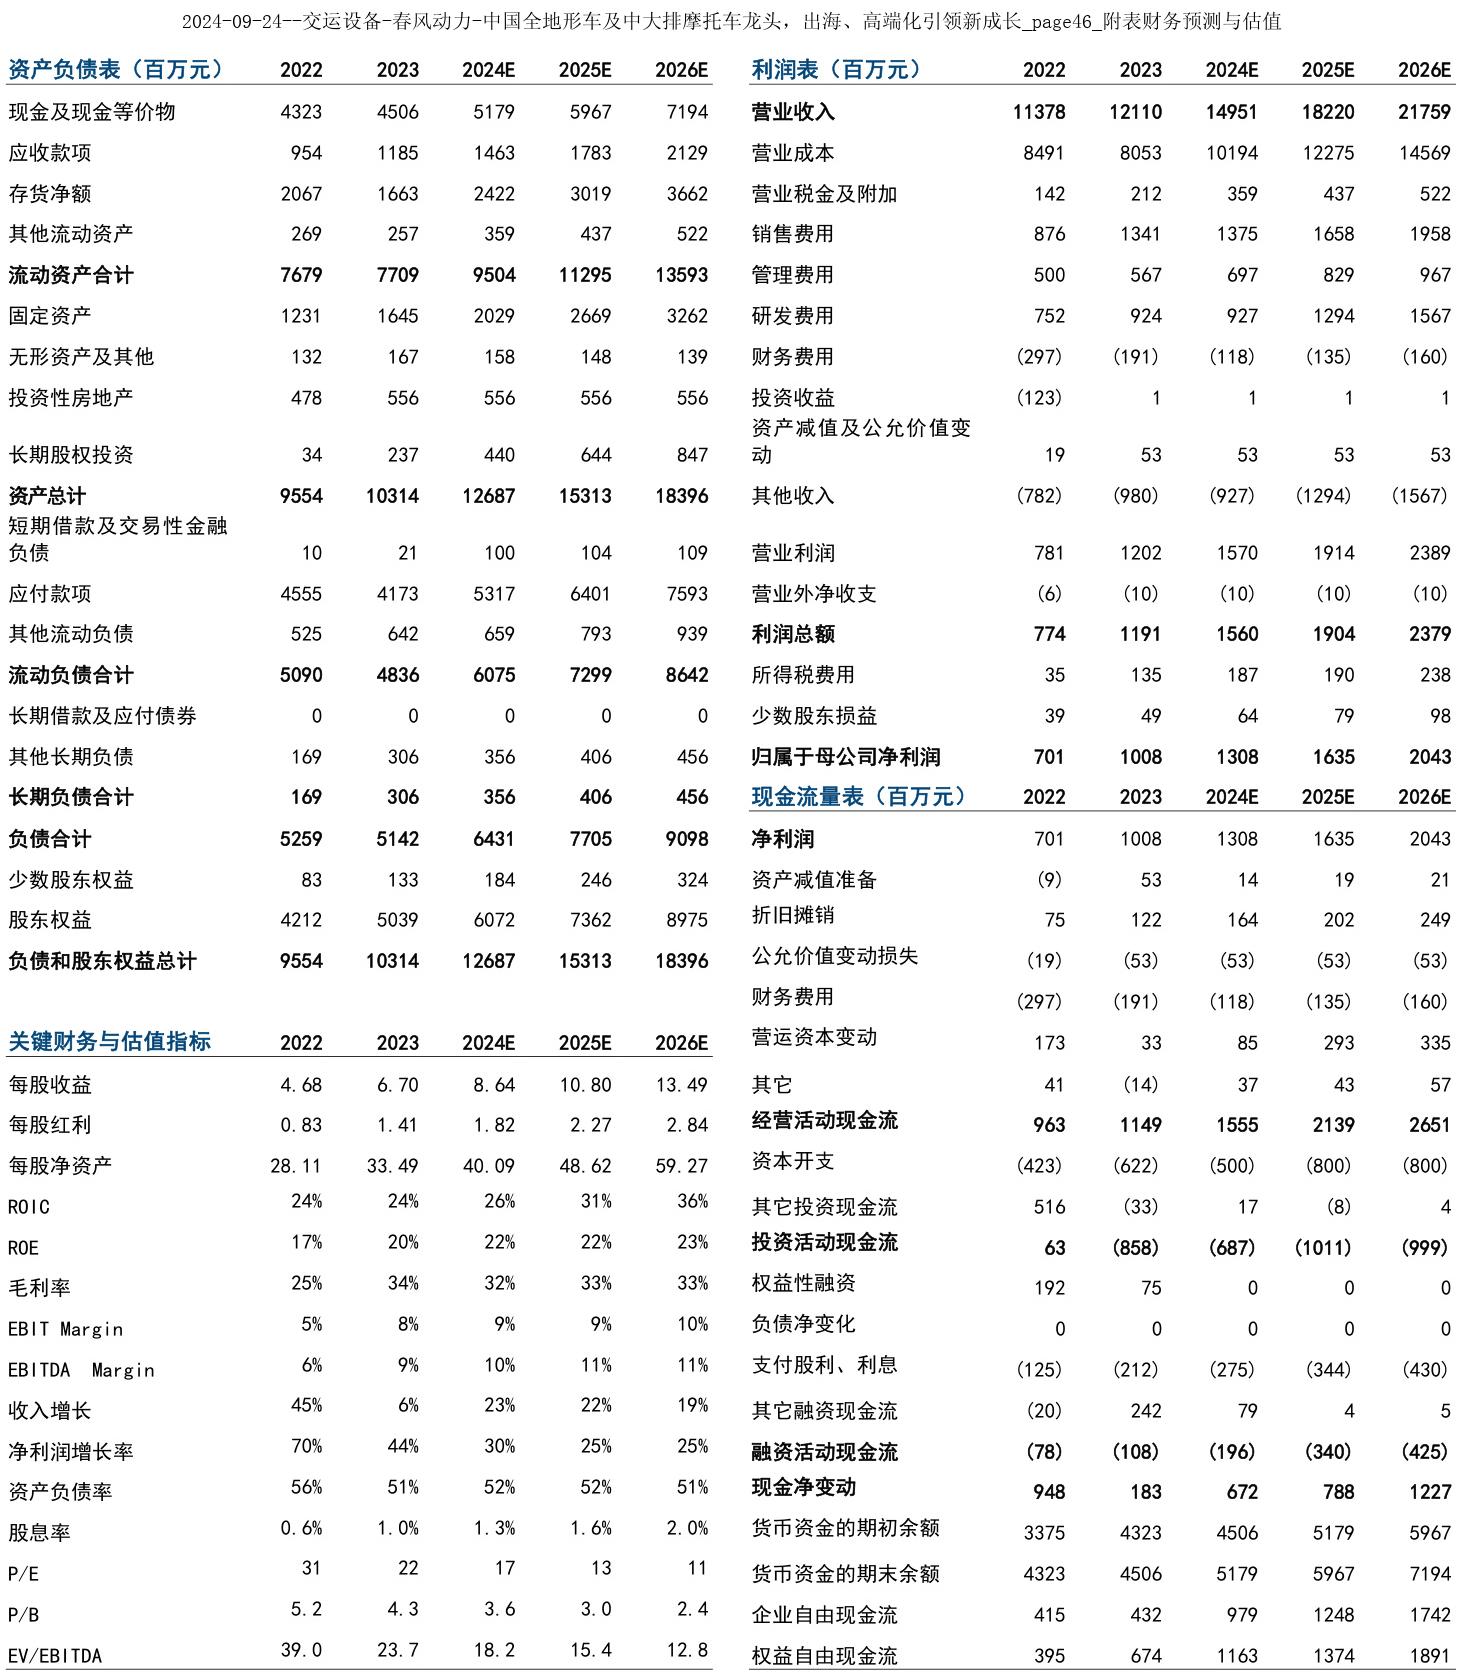 2024-09-24--交运设备-春风动力-中国全地形车及中大排摩托车龙头，出海、高端化引领新成长_page46_附表财务预测与估值
资产负债表（百万元） 2022 2023 2024E 2025E 2026E
现金及现金等价物 4323 4506 5179 5967 7194
应收款项 954 1185 1463 1783 2129
存货净额 2067 1663 2422 3019 3662
其他流动资产 269 257 359 437 522
流动资产合计 7679 7709 9504 11295 13593
固定资产 1231 1645 2029 2669 3262
无形资产及其他 132 167 158 148 139
投资性房地产 478 556 556 556 556
长期股权投资 34 237 440 644 847
资产总计 9554 10314 12687 15313 18396
短期借款及交易性金融
负债 10 21 100 104 109
应付款项 4555 4173 5317 6401 7593
其他流动负债 525 642 659 793 939
流动负债合计 5090 4836 6075 7299 8642
长期借款及应付债券 0 0 0 0 0
其他长期负债 169 306 356 406 456
长期负债合计 169 306 356 406 456
负债合计 5259 5142 6431 7705 9098
少数股东权益 83 133 184 246 324
股东权益 4212 5039 6072 7362 8975
负债和股东权益总计 9554 10314 12687 15313 18396
关键财务与估值指标 2022 2023 2024E 2025E 2026E
每股收益 4.68 6.70 8.64 10.80 13.49
每股红利 0.83 1.41 1.82 2.27 2.84
每股净资产 28.11 33.49 40.09 48.62 59.27
ROIC 24% 24% 26% 31% 36%
ROE 17% 20% 22% 22% 23%
毛利率 25% 34% 32% 33% 33%
EBIT Margin 5% 8% 9% 9% 10%
EBITDA Margin 6% 9% 10% 11% 11%
收入增长 45% 6% 23% 22% 19%
净利润增长率 70% 44% 30% 25% 25%
资产负债率 56% 51% 52% 52% 51%
股息率 0.6% 1.0% 1.3% 1.6% 2.0%
P/E 31 22 17 13 11
P/B 5.2 4.3 3.6 3.0 2.4
EV/EBITDA 39.0 23.7 18.2 15.4 12.8
利润表（百万元） 2022 2023 2024E 2025E 2026E
营业收入 11378 12110 14951 18220 21759
营业成本 8491 8053 10194 12275 14569
营业税金及附加 142 212 359 437 522
销售费用 876 1341 1375 1658 1958
管理费用 500 567 697 829 967
研发费用 752 924 927 1294 1567
财务费用 (297) (191) (118) (135) (160)
投资收益 (123) 1 1 1 1
资产减值及公允价值变
动 19 53 53 53 53
其他收入 (782) (980) (927) (1294) (1567)
营业利润 781 1202 1570 1914 2389
营业外净收支 (6) (10) (10) (10) (10)
利润总额 774 1191 1560 1904 2379
所得税费用 35 135 187 190 238
少数股东损益 39 49 64 79 98
归属于母公司净利润 701 1008 1308 1635 2043
现金流量表（百万元） 2022 2023 2024E 2025E 2026E
净利润 701 1008 1308 1635 2043
资产减值准备 (9) 53 14 19 21
折旧摊销 75 122 164 202 249
公允价值变动损失 (19) (53) (53) (53) (53)
财务费用 (297) (191) (118) (135) (160)
营运资本变动 173 33 85 293 335
其它 41 (14) 37 43 57
经营活动现金流 963 1149 1555 2139 2651
资本开支 (423) (622) (500) (800) (800)
其它投资现金流 516 (33) 17 (8) 4
投资活动现金流 63 (858) (687) (1011) (999)
权益性融资 192 75 0 0 0
负债净变化 0 0 0 0 0
支付股利、利息 (125) (212) (275) (344) (430)
其它融资现金流 (20) 242 79 4 5
融资活动现金流 (78) (108) (196) (340) (425)
现金净变动 948 183 672 788 1227
货币资金的期初余额 3375 4323 4506 5179 5967
货币资金的期末余额 4323 4506 5179 5967 7194
企业自由现金流 415 432 979 1248 1742
权益自由现金流 395 674 1163 1374 1891